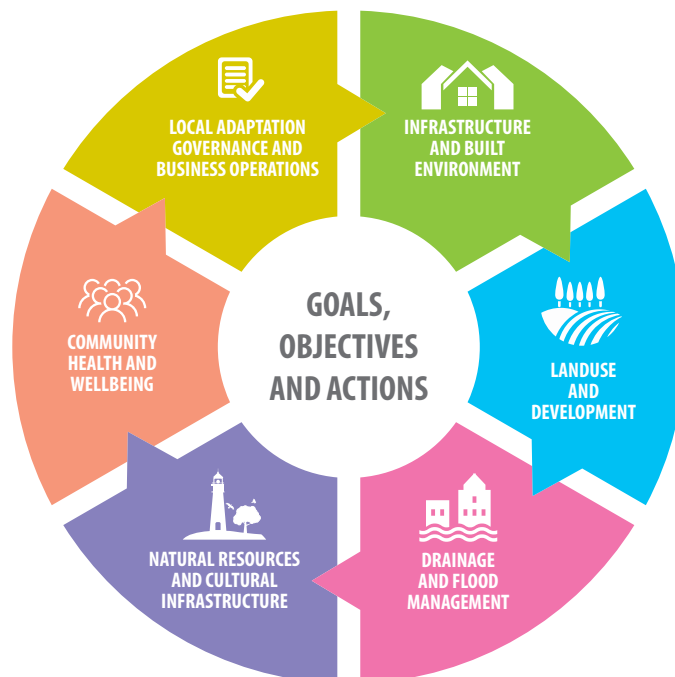 LOCAL ADAPTATION
GOVERNANCE AND
BUSINESS OPERATIONS
INFRASTRUCTURE
AND BUILT
ENVIRONMENT
GOALS,
OBJECTIVES
AND ACTIONS
COMMUNITY
HEALTH AND
WELLBEING
LANDUSE
AND
DEVELOPMENT
NATURAL RESOURCES
AND CULTURAL
INFRASTRUCTURE
DRAINAGE
AND FLOOD
MANAGEMENT